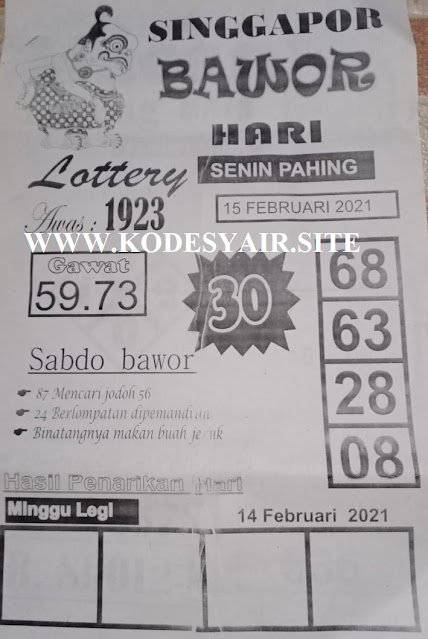 SINGGAPOR
BAWOR
HARI
Lottery
SENIN PAHING
Awas : 1923
15 FEBRUARI 2021
WWW.KODESYAIR.SITE
Gawat
59.73
30
68
63
28
08
Sabdo bawor
87 Mencari jodoh 56
24 Berlompatan dipemandian
Binatangnya makan buah jeruk
Hasil Penarikan Hari
Minggu Legi
14 Februari 2021